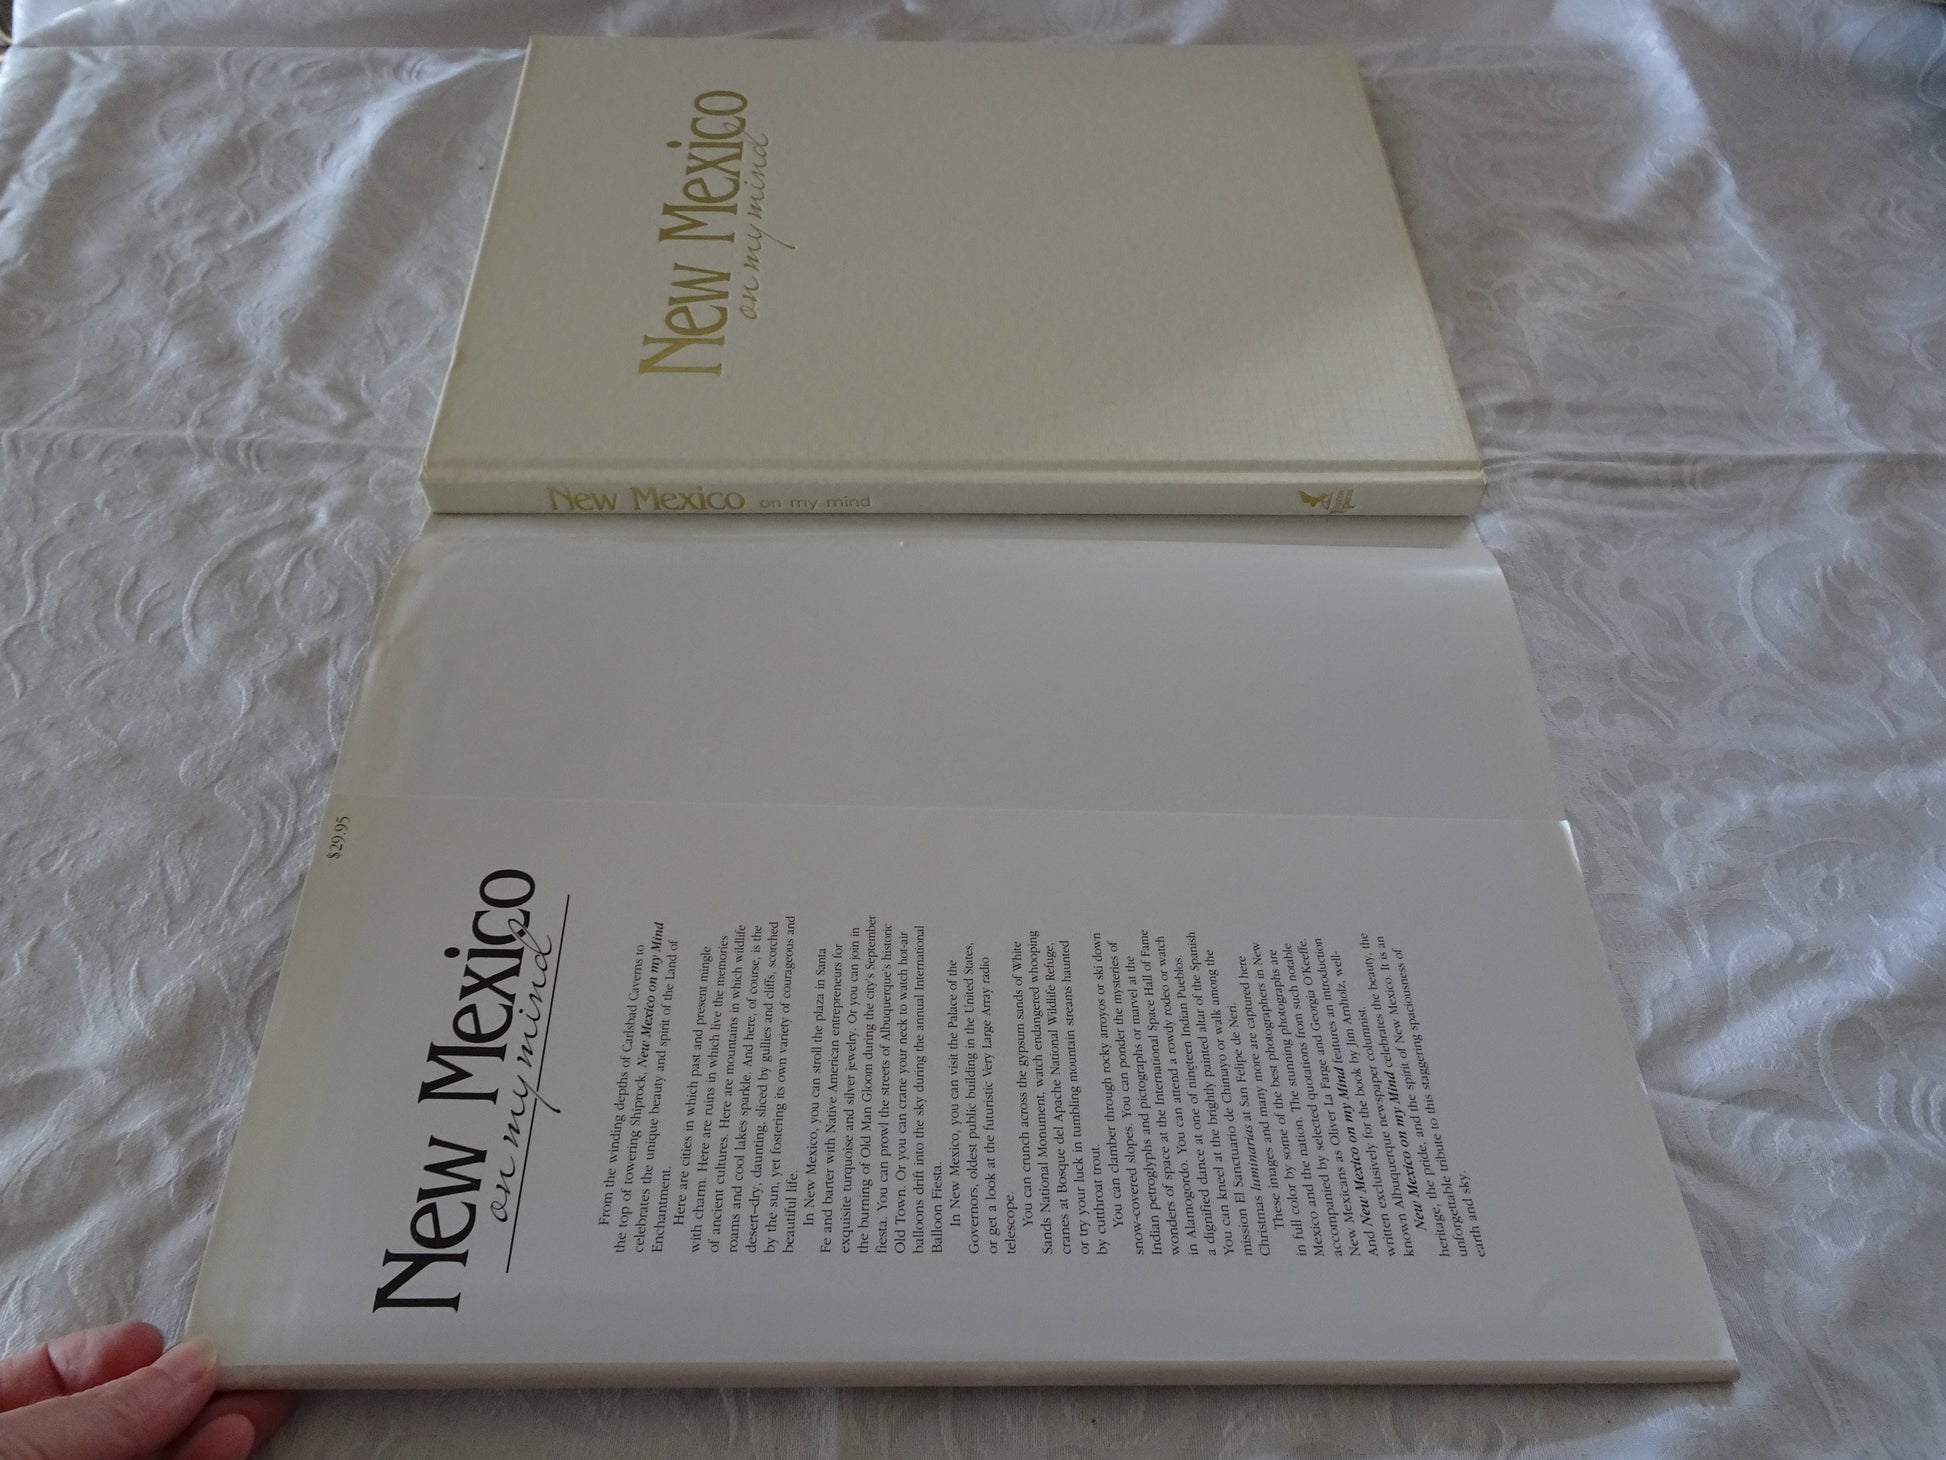 New Mexico
on my mind
New Mexico on my mind
$29.95
New Mexico
on my mind
From the winding depths of Carlsbad Caverns to
the top of towering Shiprock, New Mexico on my Mind
celebrates the unique beauty and spirit of the Land of
Enchantment.
Here are cities in which past and present mingle
with charm. Here are ruins in which live the memories
of ancient cultures. Here are mountains in which wildlife
roams and cool lakes sparkle. And here, of course, is the
desert–dry, daunting, sliced by gullies and cliffs, scorched
by the sun, yet fostering its own variety of courageous and
beautiful life.
In New Mexico, you can stroll the plaza in Santa
Fe and barter with Native American entrepreneurs for
exquisite turquoise and silver jewelry. Or you can join in
the burning of Old Man Gloom during the city's September
fiesta. You can prowl the streets of Albuquerque's historic
Old Town. Or you can crane your neck to watch hot-air
balloons drift into the sky during the annual International
Balloon Fiesta.
In New Mexico, you can visit the Palace of the
Governors, oldest public building in the United States,
or get a look at the futuristic Very Large Array radio
telescope.
You can crunch across the gypsum sands of White
Sands National Monument, watch endangered whooping
cranes at Bosque del Apache National Wildlife Refuge,
or try your luck in tumbling mountain streams haunted
by cutthroat trout.
You can clamber through rocky arroyos or ski down
snow-covered slopes. You can ponder the mysteries of
Indian petroglyphs and pictographs or marvel at the
wonders of space at the International Space Hall of Fame
in Alamogordo. You can attend a rowdy rodeo or watch
a dignified dance at one of nineteen Indian Pueblos.
You can kneel at the brightly painted altar of the Spanish
mission El Sanctuario de Chimayo or walk among the
Christmas luminarias at San Felipe de Neri.
These images and many more are captured here
in full color by some of the best photographers in New
Mexico and the nation. The stunning photographs are
accompanied by selected quotations from such notable
New Mexicans as Oliver La Farge and Georgia O'Keeffe.
And New Mexico on my Mind features an introduction
written exclusively for the book by Jim Arnholz, well-
known Albuquerque newspaper columnist.
New Mexico on my Mind celebrates the beauty, the
heritage, the pride, and the spirit of New Mexico. It is an
unforgettable tribute to this staggering spaciousness of
earth and sky.